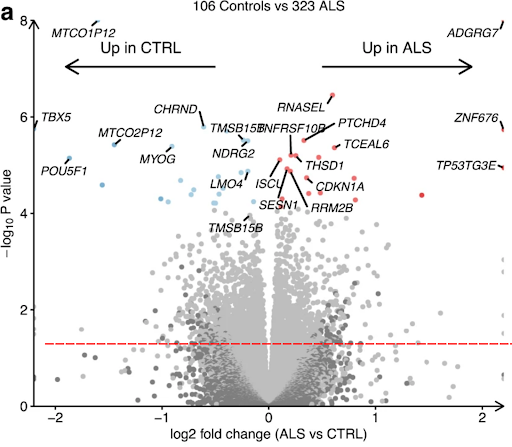 a
106 Controls vs 323 ALS
MTCO1P12
ADGRG7
Up in CTRL
Up in ALS
RNASEL
TBX5
CHRND
TMSB15B
TNFRSF10B
PTCHD4
ZNF676
MTCO2P12
TCEAL6
MYOG
NDRG2
THSD1
TP53TG3E
POU5F1
LMO4
ISCU
CDKN1A
SESN1
RRM2B
TMSB15B
8
6
4
2
0
−log10 P value
−2
−1
0
1
2
log2 fold change (ALS vs CTRL)